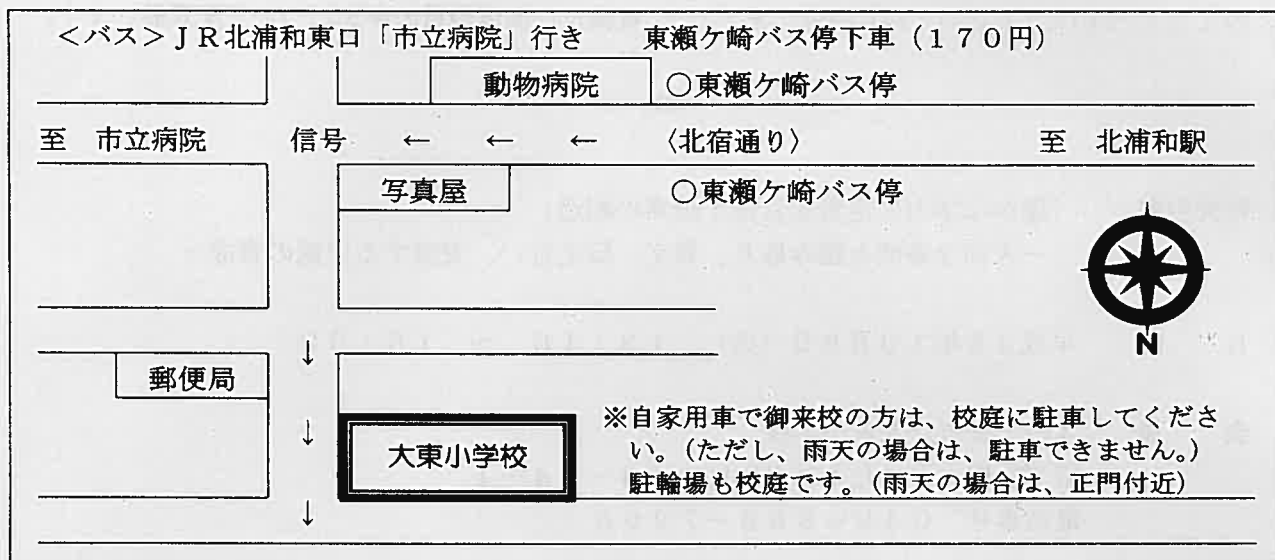 <バス>JR北浦和東口「市立病院」行き　東瀬ケ崎バス停下車（170円）
動物病院　○東瀬ケ崎バス停
至　市立病院　信号　←　←　←　〈北宿通り〉　至　北浦和駅
写真屋　○東瀬ケ崎バス停
N
↓
郵便局
※自家用車で御来校の方は、校庭に駐車してくださ
↓　大東小学校　い。（ただし、雨天の場合は、駐車できません。）
駐輪場も校庭です。（雨天の場合は、正門付近）
↓